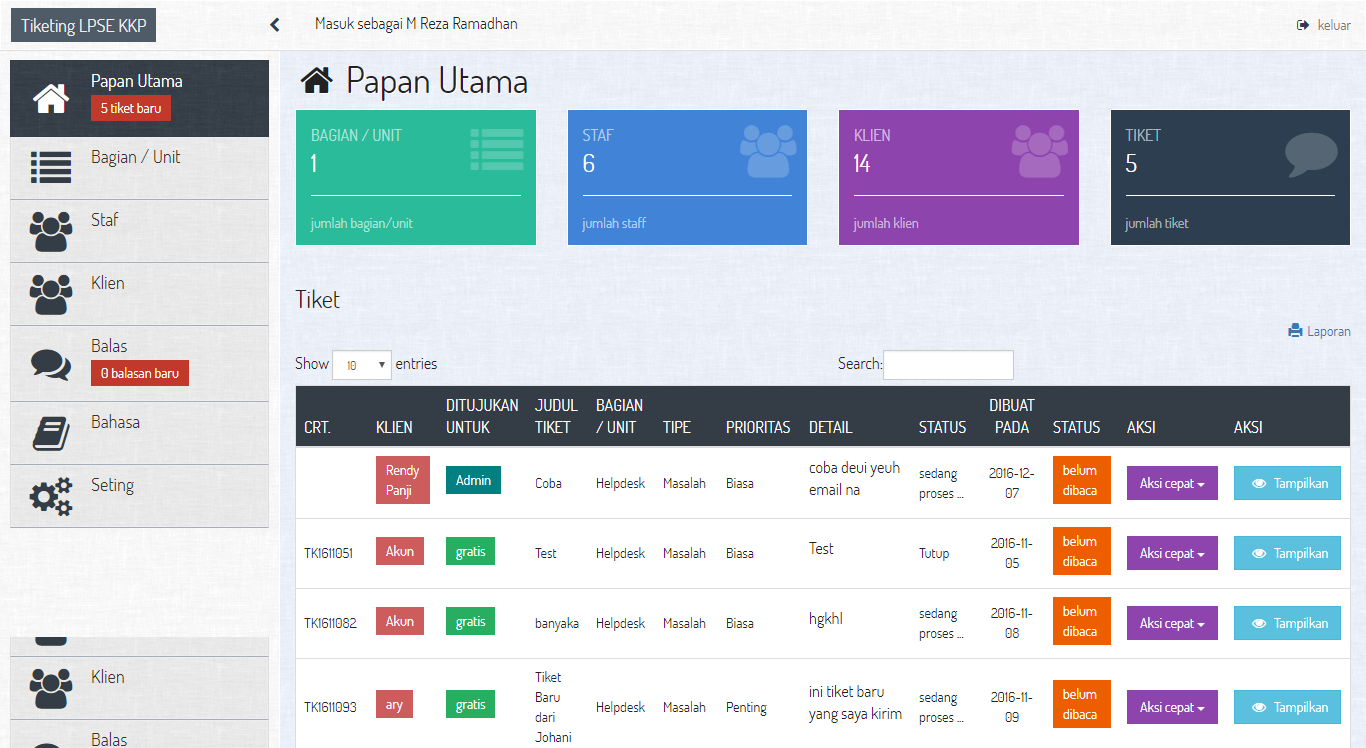 Tiketing LPSE KKP
Masuk sebagai M Reza Ramadhan
keluar
Papan Utama
5 tiket baru
Bagian / Unit
Staf
Klien
Balas
0 balasan baru
Bahasa
Seting
Klien
Balas
Papan Utama
BAGIAN / UNIT
1
jumlah bagian/unit
STAF
6
jumlah staff
KLIEN
14
jumlah klien
TIKET
5
jumlah tiket
Tiket
Laporan
Show 10 entries
Search:
CRT.
KLIEN
DITUJUKAN
UNTUK
JUDUL
TIKET
BAGIAN
/ UNIT
TIPE
PRIORITAS
DETAIL
STATUS
DIBUAT
PADA
STATUS
AKSI
AKSI
Rendy
Panji
Admin
Coba
Helpdesk
Masalah
Biasa
coba deui yeuh
email na
sedang
proses ...
2016-12-
07
belum
dibaca
Aksi cepat
Tampilkan
TK1611051
Akun
gratis
Test
Helpdesk
Masalah
Biasa
Test
Tutup
2016-11-
05
belum
dibaca
Aksi cepat
Tampilkan
TK1611082
Akun
gratis
banyaka
Helpdesk
Masalah
Biasa
hgkhl
sedang
proses ...
2016-11-
08
belum
dibaca
Aksi cepat
Tampilkan
TK1611093
ary
gratis
Tiket
Baru
dari
Johani
Helpdesk
Masalah
Penting
ini tiket baru
yang saya kirim
sedang
proses ...
2016-11-
09
belum
dibaca
Aksi cepat
Tampilkan